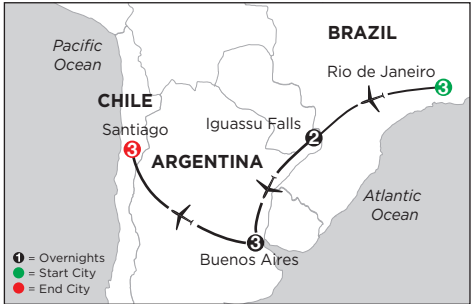 BRAZIL
Pacific
Ocean
Rio de Janeiro
3
CHILE
Santiago
3
Iguassu Falls
2
ARGENTINA
Atlantic
Ocean
3
Buenos Aires
1 = Overnights
= Start City
= End City